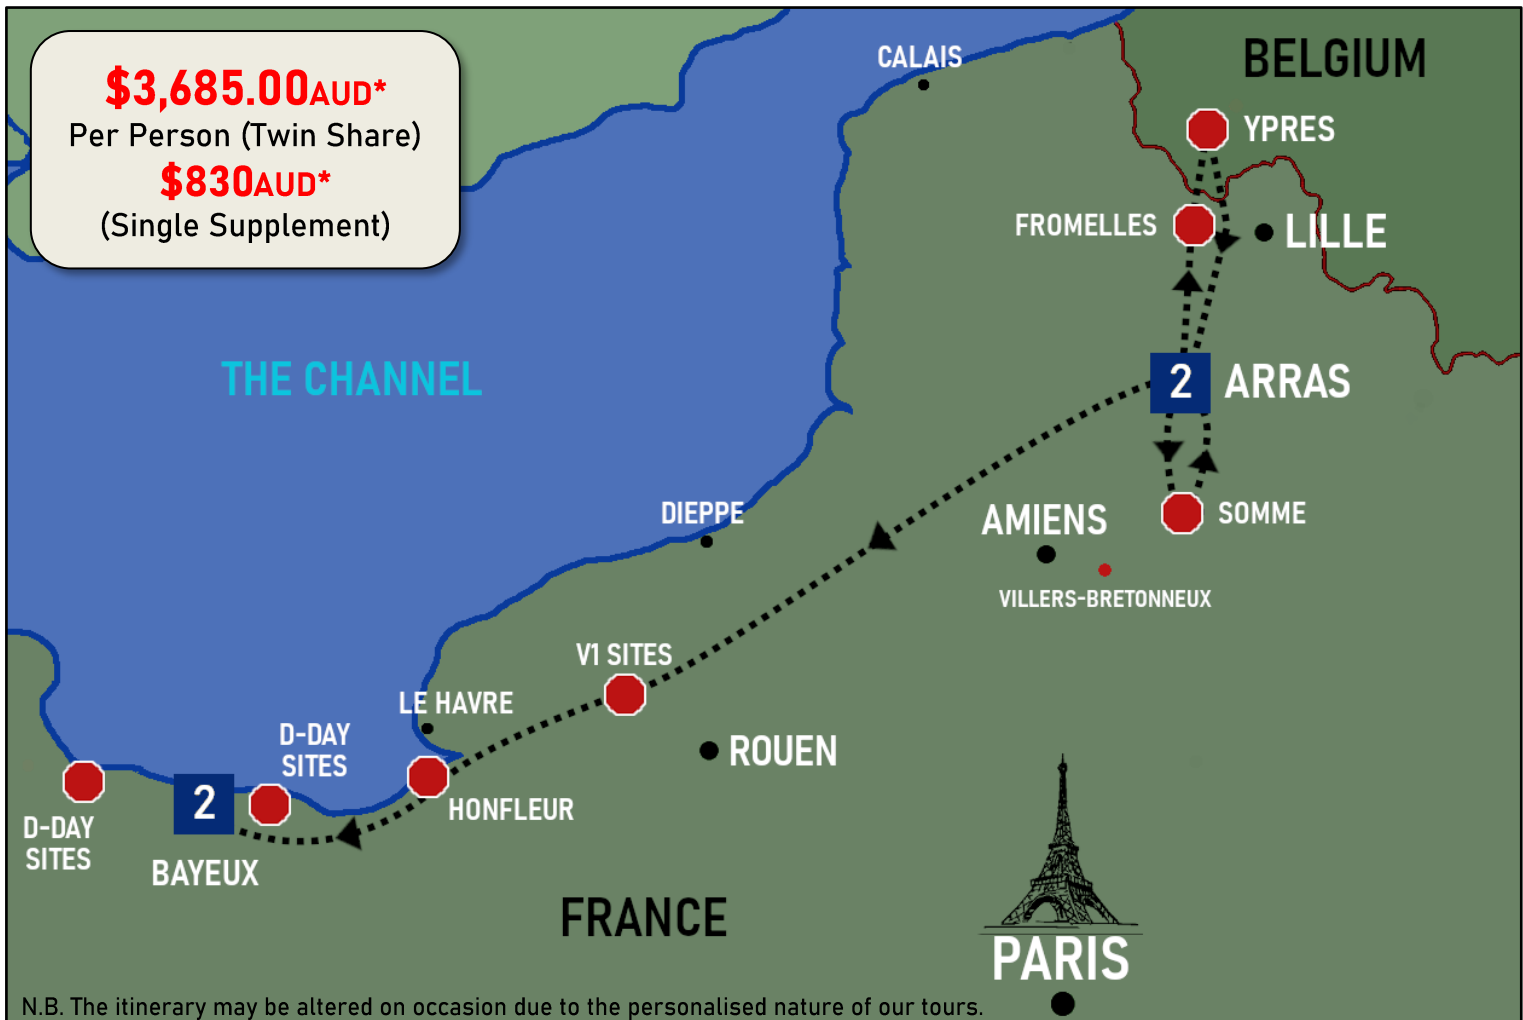 $3,685.00AUD*
Per Person (Twin Share)
$830AUD*
(Single Supplement)
CALAIS
BELGIUM
YPRES
FROMELLES
LILLE
THE CHANNEL
2
ARRAS
DIEPPE
AMIENS
SOMME
VILLERS-BRETONNEUX
V1 SITES
LE HAVRE
D-DAY
SITES
ROUEN
2
HONFLEUR
D-DAY
SITES
BAYEUX
FRANCE
PARIS
N.B. The itinerary may be altered on occasion due to the personalised nature of our tours.